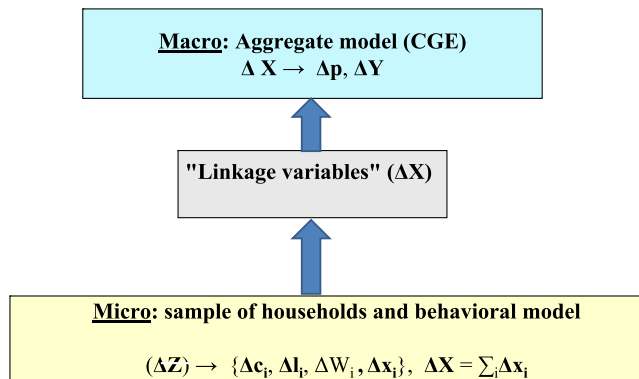 Macro: Aggregate model (CGE)
Δ X → Δp, ΔY
"Linkage variables" (ΔX)
Micro: sample of households and behavioral model
(ΔZ) → {Δcᵢ, Δlᵢ, ΔWᵢ , Δxᵢ}, ΔX = ∑ᵢΔxᵢ